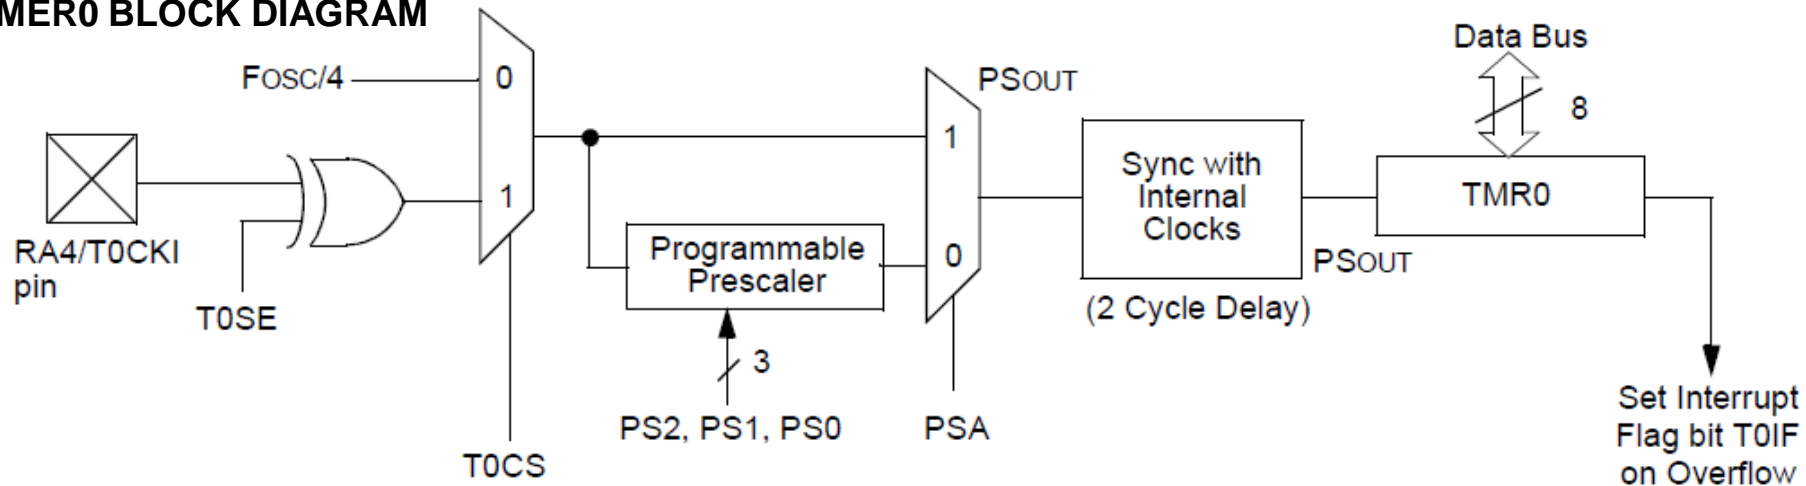 MER0 BLOCK DIAGRAM
FOSC/4
0
1
RA4/T0CKI
pin
T0SE
T0CS
Programmable
Prescaler
3
PS2, PS1, PS0
1
0
PSOUT
PSA
Sync with
Internal
Clocks
(2 Cycle Delay)
PSOUT
Data Bus
8
TMR0
Set Interrupt
Flag bit T0IF
on Overflow